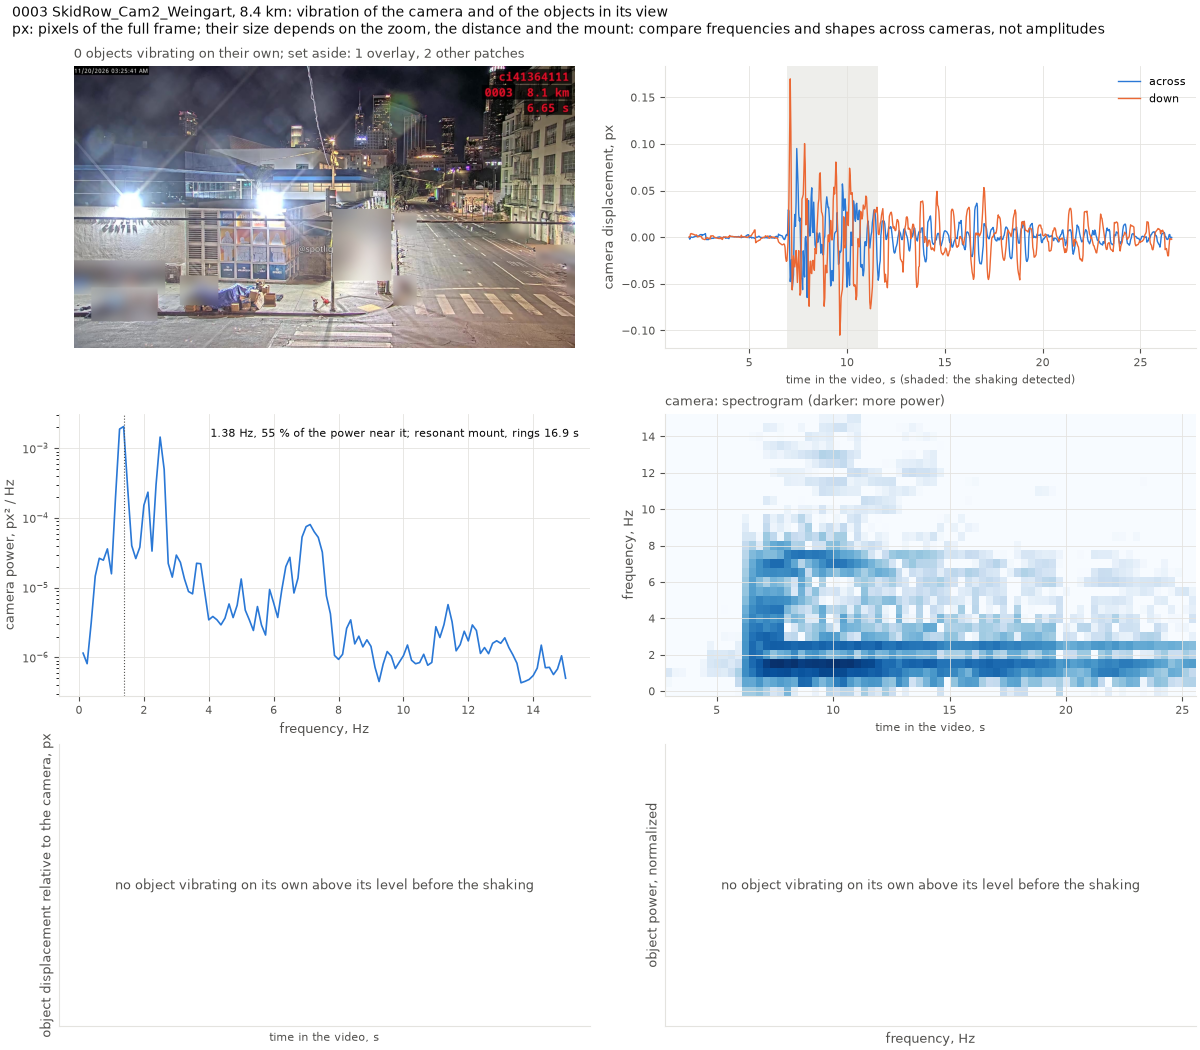 0003 SkidRow_Cam2_Weingart, 8.4 km: vibration of the camera and of the objects in its view
px: pixels of the full frame; their size depends on the zoom, the distance and the mount: compare frequencies and shapes across cameras, not amplitudes
0 objects vibrating on their own; set aside: 1 overlay, 2 other patches
11/20/2026 03:25:41 AM
ci41364111
0003 8.1 km
6.65 s
CENTER
@spotli
camera displacement, px
0.15
0.10
0.05
0.00
−0.05
−0.10
across
down
5
10
15
20
25
time in the video, s (shaded: the shaking detected)
camera power, px² / Hz
10⁻³
10⁻⁴
10⁻⁵
10⁻⁶
1.38 Hz, 55 % of the power near it; resonant mount, rings 16.9 s
0
2
4
6
8
10
12
14
frequency, Hz
camera: spectrogram (darker: more power)
frequency, Hz
14
12
10
8
6
4
2
0
5
10
15
20
25
time in the video, s
object displacement relative to the camera, px
no object vibrating on its own above its level before the shaking
time in the video, s
object power, normalized
no object vibrating on its own above its level before the shaking
frequency, Hz